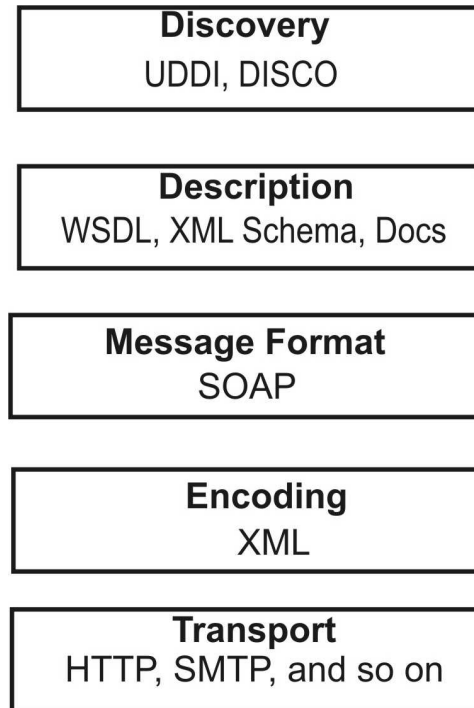 Discovery
UDDI, DISCO
Description
WSDL, XML Schema, Docs
Message Format
SOAP
Encoding
XML
Transport
HTTP, SMTP, and so on